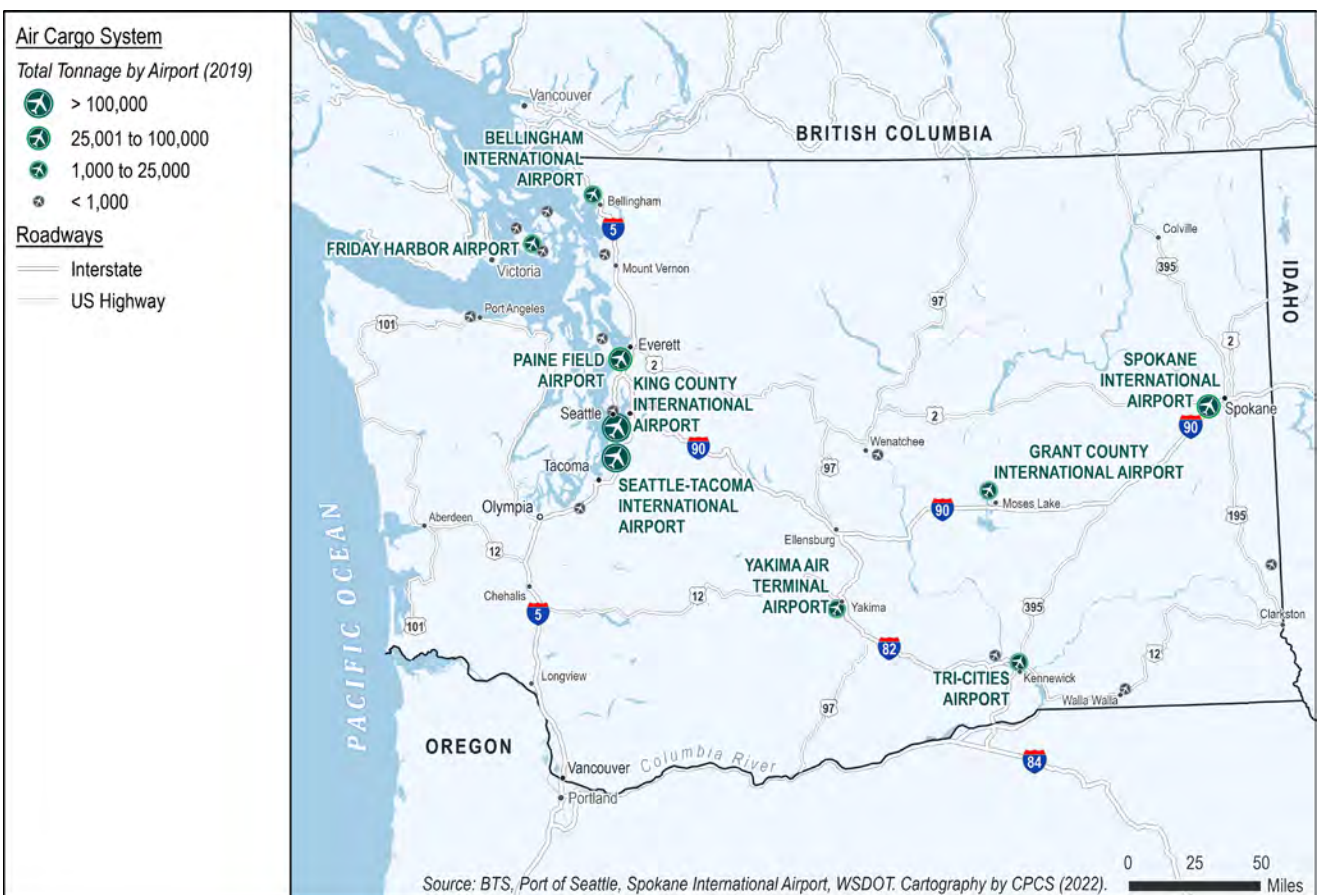 Air Cargo System
Total Tonnage by Airport (2019)
> 100,000
25,001 to 100,000
1,000 to 25,000
< 1,000
Roadways
Interstate
US Highway
Vancouver
BRITISH COLUMBIA
BELLINGHAM
INTERNATIONAL
AIRPORT
Bellingham
5
FRIDAY HARBOR AIRPORT
Victoria
Mount Vernon
Colville
395
IDAHO
97
Port Angeles
101
Everett
2
2
PAINE FIELD
AIRPORT
KING COUNTY
INTERNATIONAL
AIRPORT
Seattle
SPOKANE
INTERNATIONAL
AIRPORT
Spokane
90
2
Wenatchee
90
97
GRANT COUNTY
INTERNATIONAL AIRPORT
Tacoma
SEATTLE-TACOMA
INTERNATIONAL
AIRPORT
Moses Lake
90
Olympia
Aberdeen
12
Ellensburg
195
PACIFIC OCEAN
YAKIMA AIR
TERMINAL
AIRPORT
Yakima
Chehalis
12
5
395
101
Clarkston
82
12
TRI-CITIES
AIRPORT
Kennewick
Walla Walla
Longview
97
OREGON
Columbia River
84
Vancouver
Portland
0 25 50
Miles
Source: BTS, Port of Seattle, Spokane International Airport, WSDOT. Cartography by CPCS (2022).